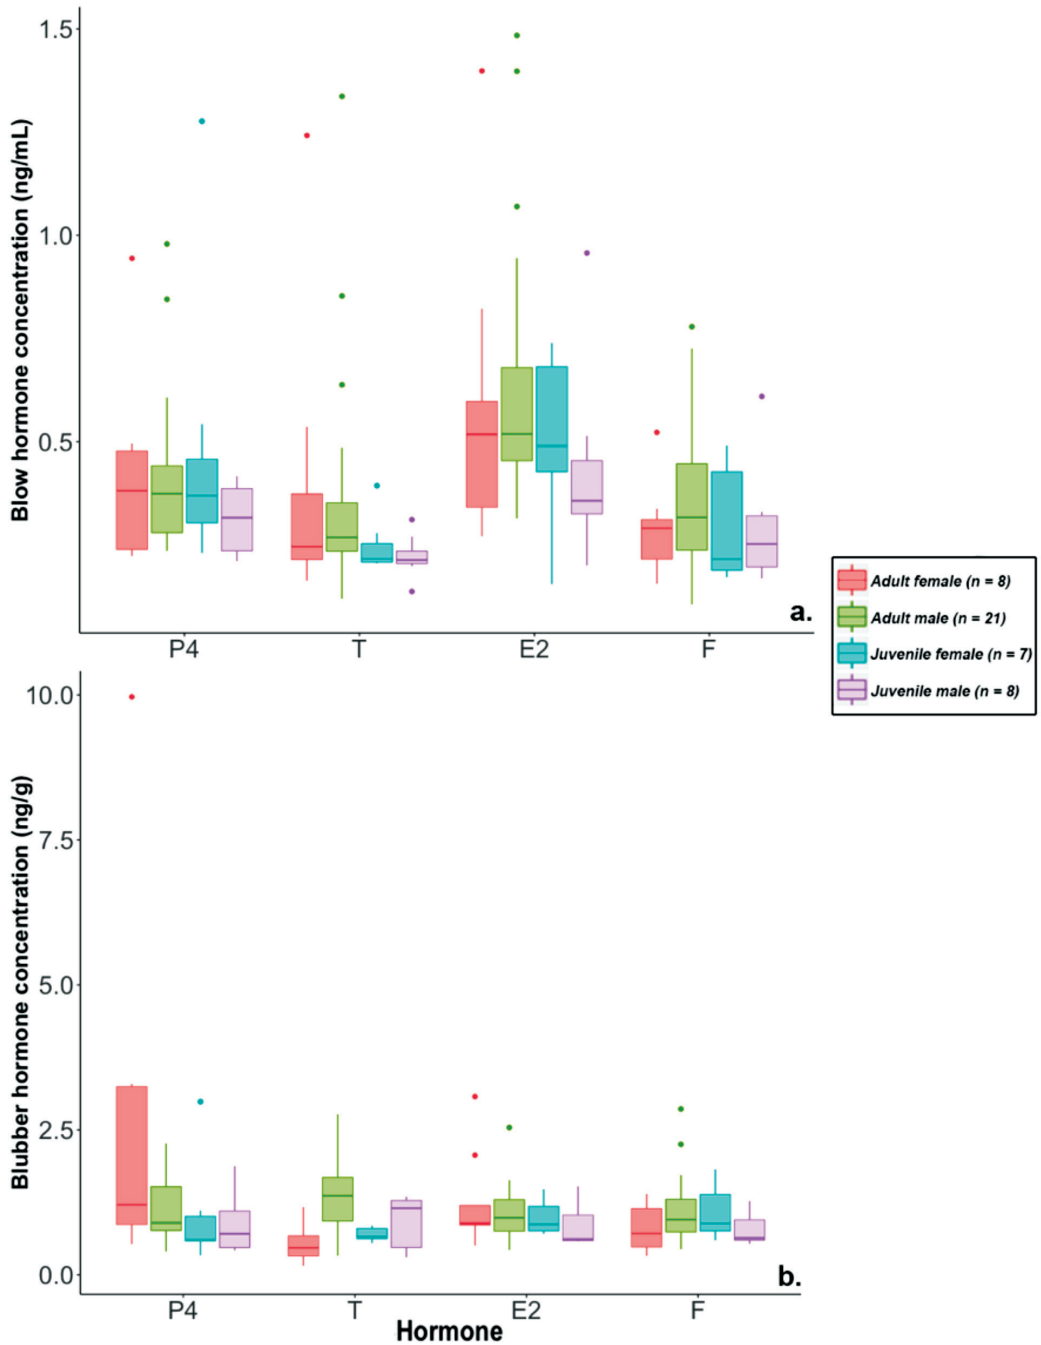 Blow hormone concentration (ng/mL)
1.5
1.0
0.5
a.
P4
T
E2
F
Adult female (n = 8)
Adult male (n = 21)
Juvenile female (n = 7)
Juvenile male (n = 8)
Blubber hormone concentration (ng/g)
10.0
7.5
5.0
2.5
0.0
b.
P4
T
E2
F
Hormone